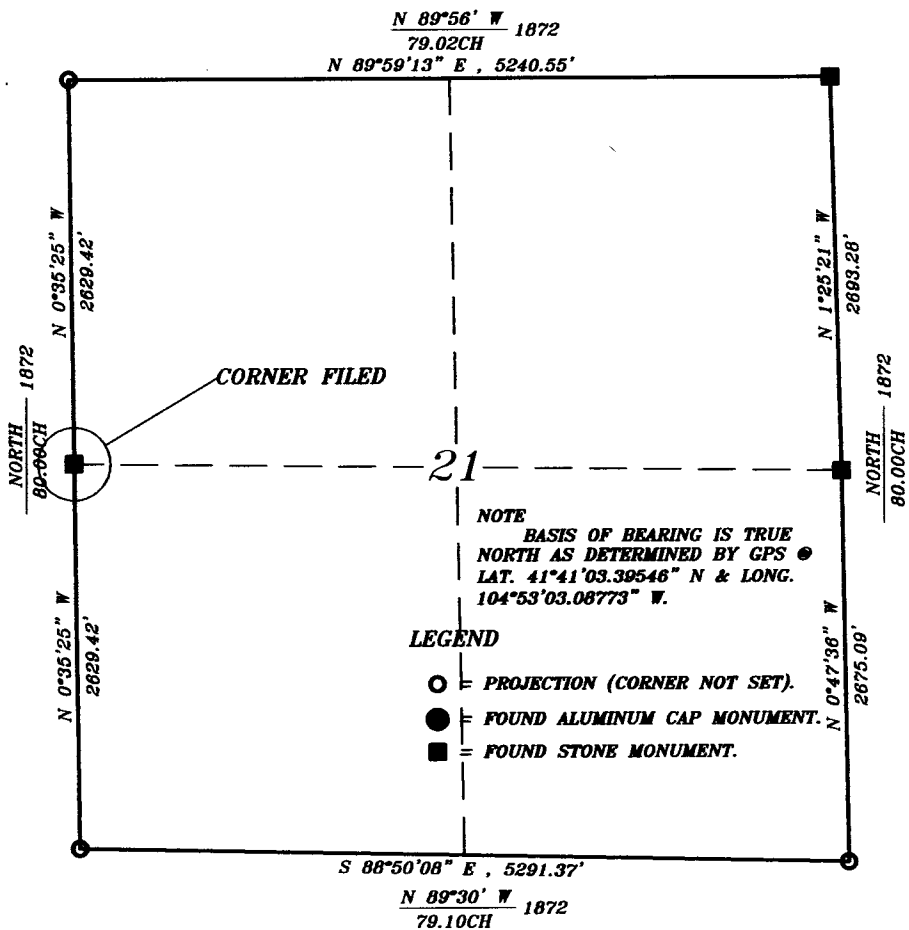 N 89°56' W 1872
79.02CH
N 89°59'13" E , 5240.55'
N 0°35'25" W
2629.42'
N 1°25'21" W
2693.28'
CORNER FILED
NORTH 1872
80.00CH
NORTH 1872
80.00CH
21
NOTE
BASIS OF BEARING IS TRUE
NORTH AS DETERMINED BY GPS @
LAT. 41°41'03.39546" N & LONG.
104°53'03.08773" W.
N 0°35'25" W
2629.42'
N 0°47'36" W
2675.09'
LEGEND
= PROJECTION (CORNER NOT SET).
= FOUND ALUMINUM CAP MONUMENT.
= FOUND STONE MONUMENT.
S 88°50'08" E , 5291.37'
N 89°30' W 1872
79.10CH